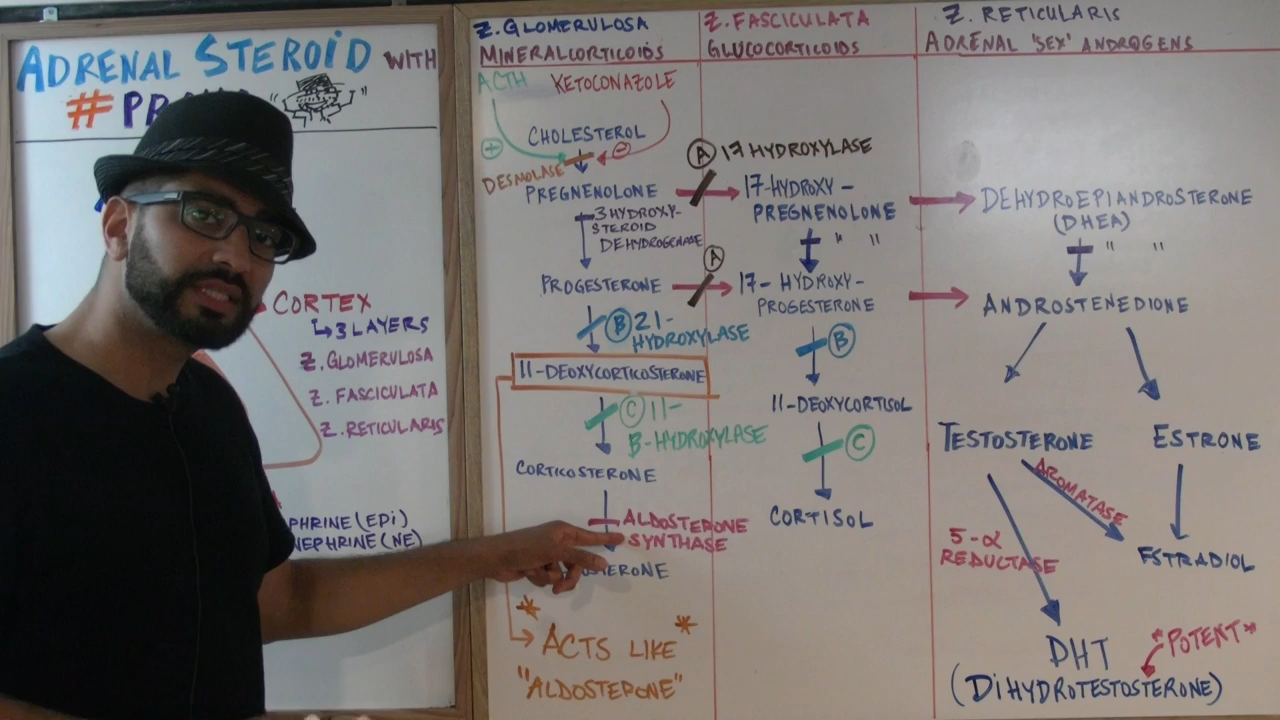 ADRENAL STEROID WITH
CORTEX
↳ 3 LAYERS
Z. GLOMERULOSA
Z. FASCICULATA
Z. RETICULARIS
PHRINE (EPI)
NEPHRINE (NE)
Z. GLOMERULOSA
MINERALCORTICOIDS
ACTH KETOCONAZOLE
+ CHOLESTEROL
DESMOLASE
PREGNENOLONE
3 HYDROXY-
STEROID
DEHYDROGENASE
PROGESTERONE
B 21-
HYDROXYLASE
11-DEOXYCORTICOSTERONE
C 11-
B-HYDROXYLASE
CORTICOSTERONE
ALDOSTERONE
SYNTHASE
STERONE
* ACTS LIKE *
"ALDOSTERONE"
Z. FASCICULATA
GLUCOCORTICOIDS
A 17 HYDROXYLASE
17-HYDROXY-
PREGNENOLONE
" "
A
17-HYDROXY-
PROGESTERONE
B
11-DEOXYCORTISOL
C
CORTISOL
Z. RETICULARIS
ADRENAL 'SEX' ANDROGENS
DEHYDROEPIANDROSTERONE
(DHEA)
" "
ANDROSTENEDIONE
TESTOSTERONE ESTRONE
AROMATASE
5-α
REDUCTASE
ESTRADIOL
DHT
*POTENT*
(DIHYDROTESTOSTERONE)